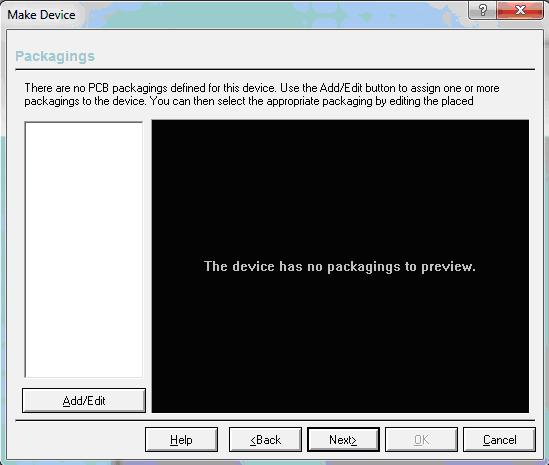 Make Device
?
Packagings
There are no PCB packagings defined for this device. Use the Add/Edit button to assign one or more
packagings to the device. You can then select the appropriate packaging by editing the placed
The device has no packagings to preview.
Add/Edit
Help
<Back
Next>
OK
Cancel